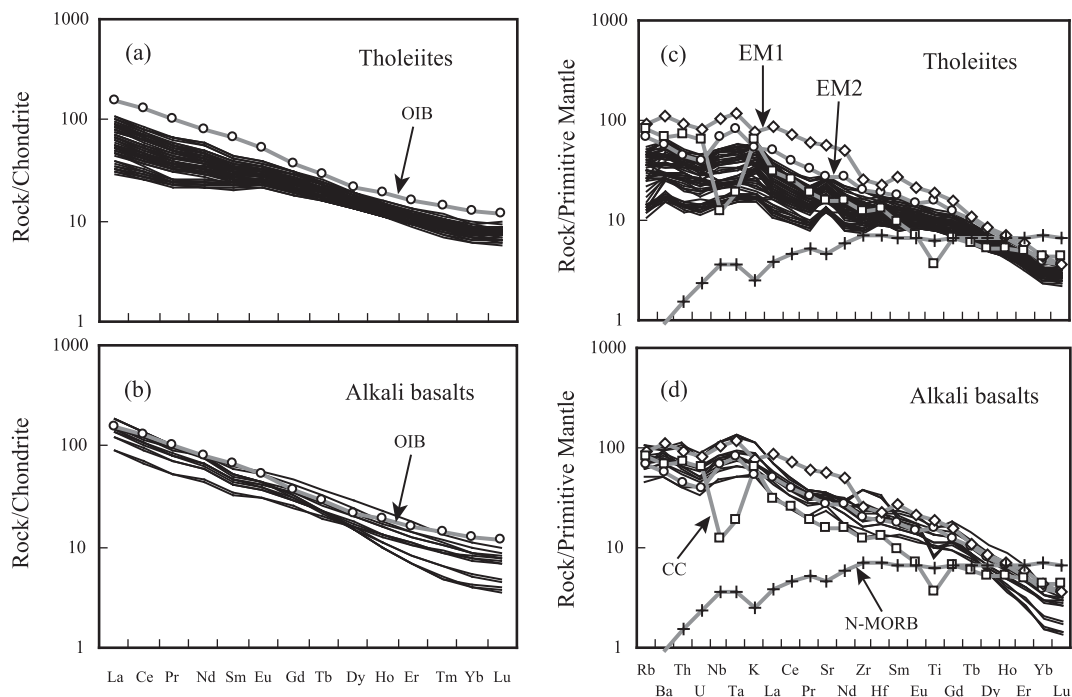 1000
(a)
Tholeiites
100
OIB
10
1
Rock/Chondrite
1000
(c)
EM1
Tholeiites
EM2
100
10
1
Rock/Primitive Mantle
1000
(b)
Alkali basalts
100
OIB
10
1
Rock/Chondrite
La Ce Pr Nd Sm Eu Gd Tb Dy Ho Er Tm Yb Lu
1000
(d)
Alkali basalts
100
CC
N-MORB
10
1
Rock/Primitive Mantle
Rb Th Nb K Ce Sr Zr Sm Ti Tb Ho Yb
Ba U Ta La Pr Nd Hf Eu Gd Dy Er Lu